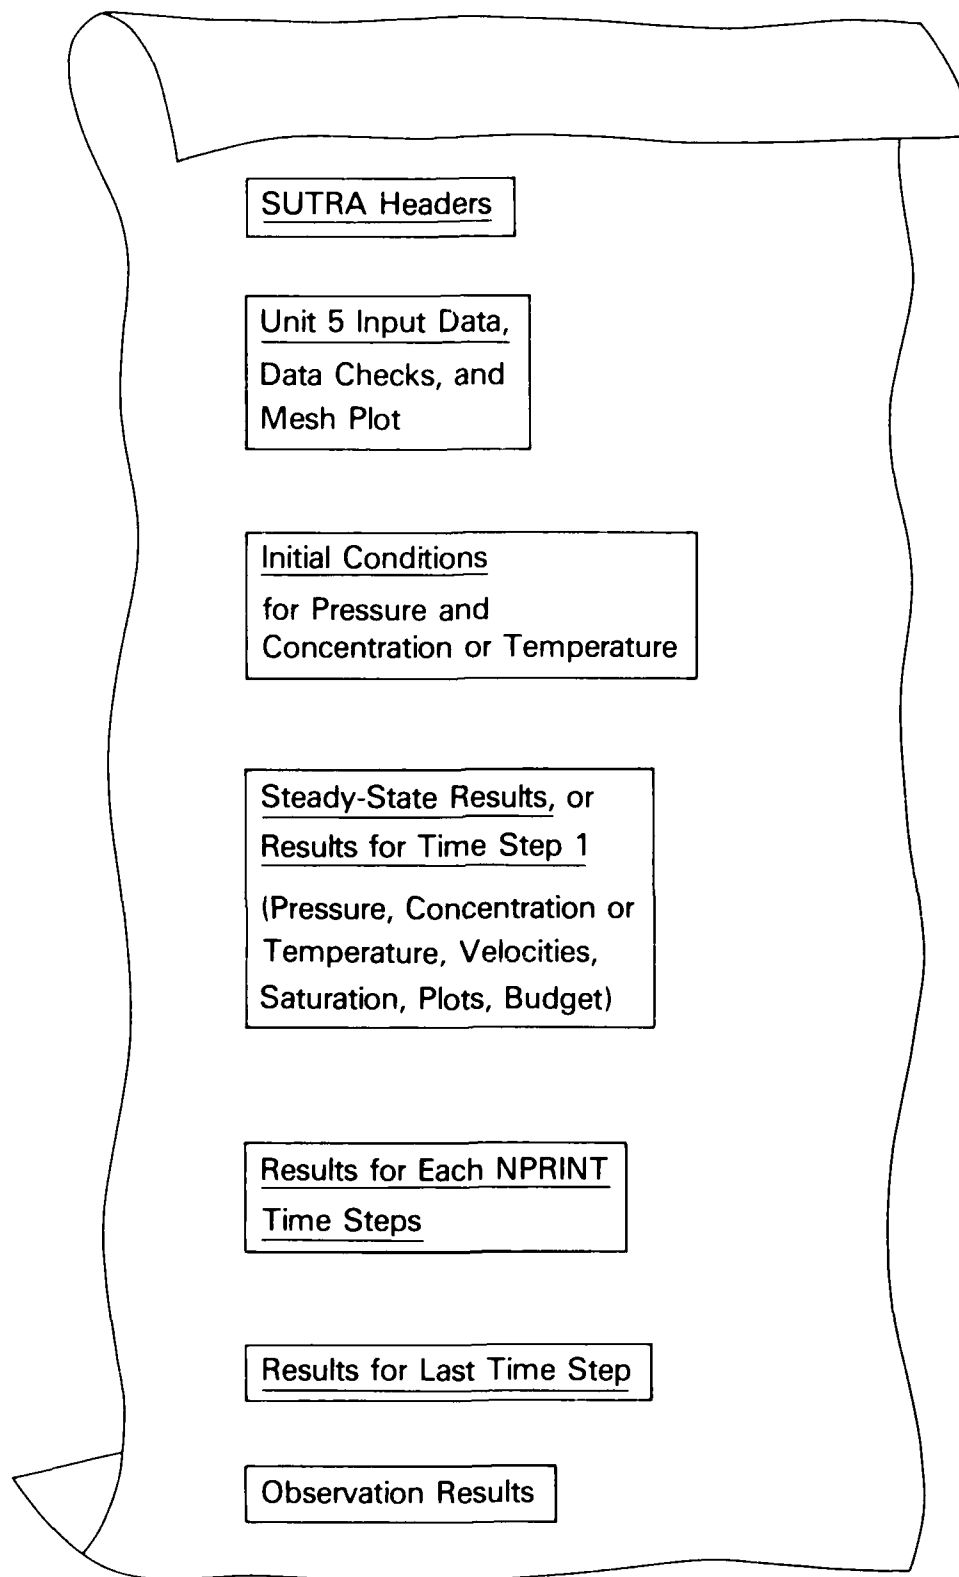 SUTRA Headers
Unit 5 Input Data,
Data Checks, and
Mesh Plot
Initial Conditions
for Pressure and
Concentration or Temperature
Steady-State Results, or
Results for Time Step 1
(Pressure, Concentration or
Temperature, Velocities,
Saturation, Plots, Budget)
Results for Each NPRINT
Time Steps
Results for Last Time Step
Observation Results